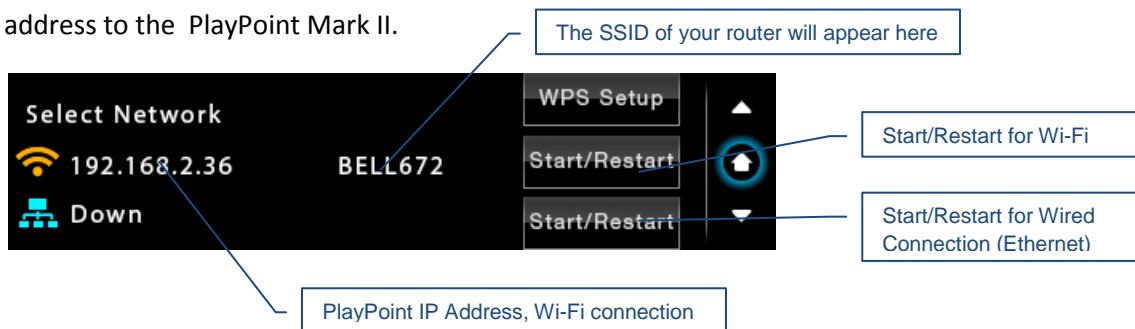 address to the PlayPoint Mark II.
The SSID of your router will appear here
Select Network
WPS Setup
192.168.2.36 BELL672 Start/Restart
Start/Restart for Wi-Fi
Down Start/Restart
Start/Restart for Wired
Connection (Ethernet)
PlayPoint IP Address, Wi-Fi connection